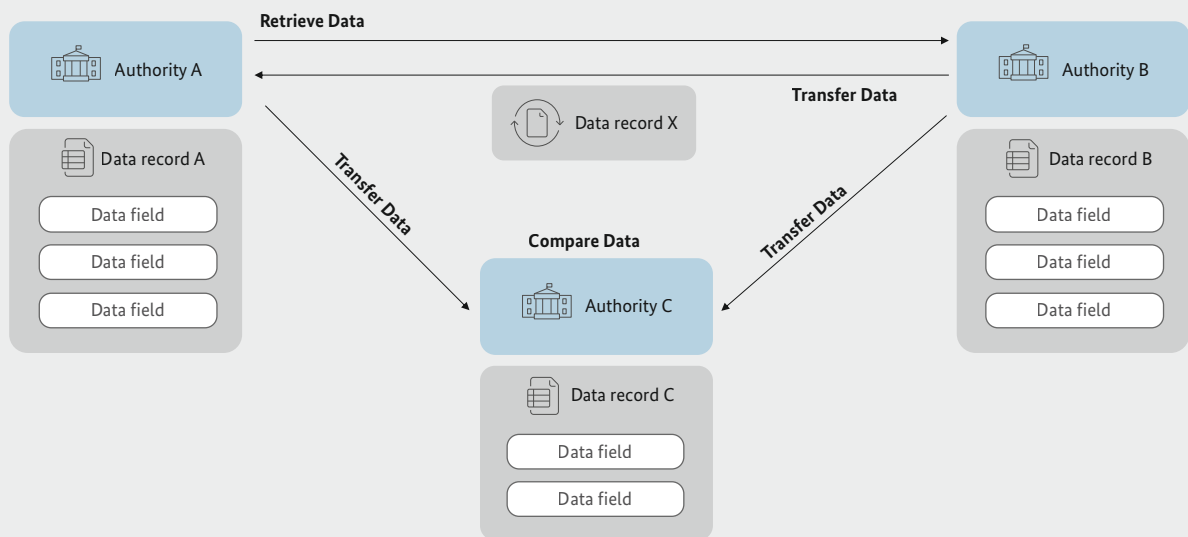 Retrieve Data
Authority A
Authority B
Transfer Data
Data record X
Data record A
Data field
Data field
Data field
Transfer Data
Transfer Data
Data record B
Data field
Data field
Data field
Compare Data
Authority C
Data record C
Data field
Data field